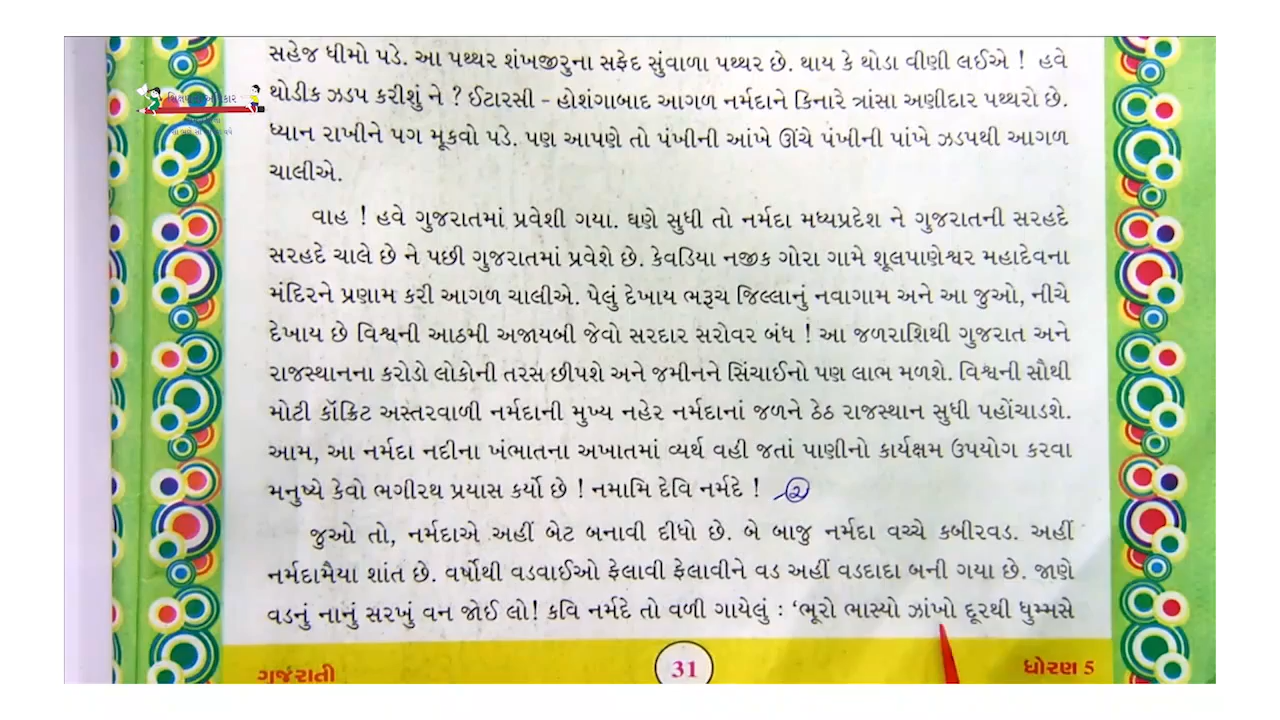 સહેજ ધીમો પડે. આ પથ્થર શંખજીરુના સફેદ સુંવાળા પથ્થર છે. થાય કે થોડા વીણી લઈએ ! હવે
થોડીક ઝડપ કરીશું ને ? ઈટારસી – હોશંગાબાદ આગળ નર્મદાને કિનારે ત્રાંસા અણીદાર પથ્થરો છે.
ધ્યાન રાખીને પગ મૂકવો પડે. પણ આપણે તો પંખીની આંખે ઊંચે પંખીની પાંખે ઝડપથી આગળ
ચાલીએ.
વાહ ! હવે ગુજરાતમાં પ્રવેશી ગયા. ઘણે સુધી તો નર્મદા મધ્યપ્રદેશ ને ગુજરાતની સરહદે
સરહદે ચાલે છે ને પછી ગુજરાતમાં પ્રવેશે છે. કેવડિયા નજીક ગોરા ગામે શૂલપાણેશ્વર મહાદેવના
મંદિરને પ્રણામ કરી આગળ ચાલીએ. પેલું દેખાય ભરૂચ જિલ્લાનું નવાગામ અને આ જુઓ, નીચે
દેખાય છે વિશ્વની આઠમી અજાયબી જેવો સરદાર સરોવર બંધ ! આ જળરાશિથી ગુજરાત અને
રાજસ્થાનના કરોડો લોકોની તરસ છીપશે અને જમીનને સિંચાઈનો પણ લાભ મળશે. વિશ્વની સૌથી
મોટી કૉંક્રિટ અસ્તરવાળી નર્મદાની મુખ્ય નહેર નર્મદાનાં જળને ઠેઠ રાજસ્થાન સુધી પહોંચાડશે.
આમ, આ નર્મદા નદીના ખંભાતના અખાતમાં વ્યર્થ વહી જતાં પાણીનો કાર્યક્ષમ ઉપયોગ કરવા
મનુષ્યે કેવો ભગીરથ પ્રયાસ કર્યો છે ! નમામિ દેવિ નર્મદે ! ૨
જુઓ તો, નર્મદાએ અહીં બેટ બનાવી દીધો છે. બે બાજુ નર્મદા વચ્ચે કબીરવડ. અહીં
નર્મદામૈયા શાંત છે. વર્ષોથી વડવાઈઓ ફેલાવી ફેલાવીને વડ અહીં વડદાદા બની ગયા છે. જાણે
વડનું નાનું સરખું વન જોઈ લો! કવિ નર્મદે તો વળી ગાયેલું : ‘ભૂરો ભાસ્યો ઝાંખો દૂરથી ધુમ્મસે
ગુજરાતી 31 ધોરણ 5